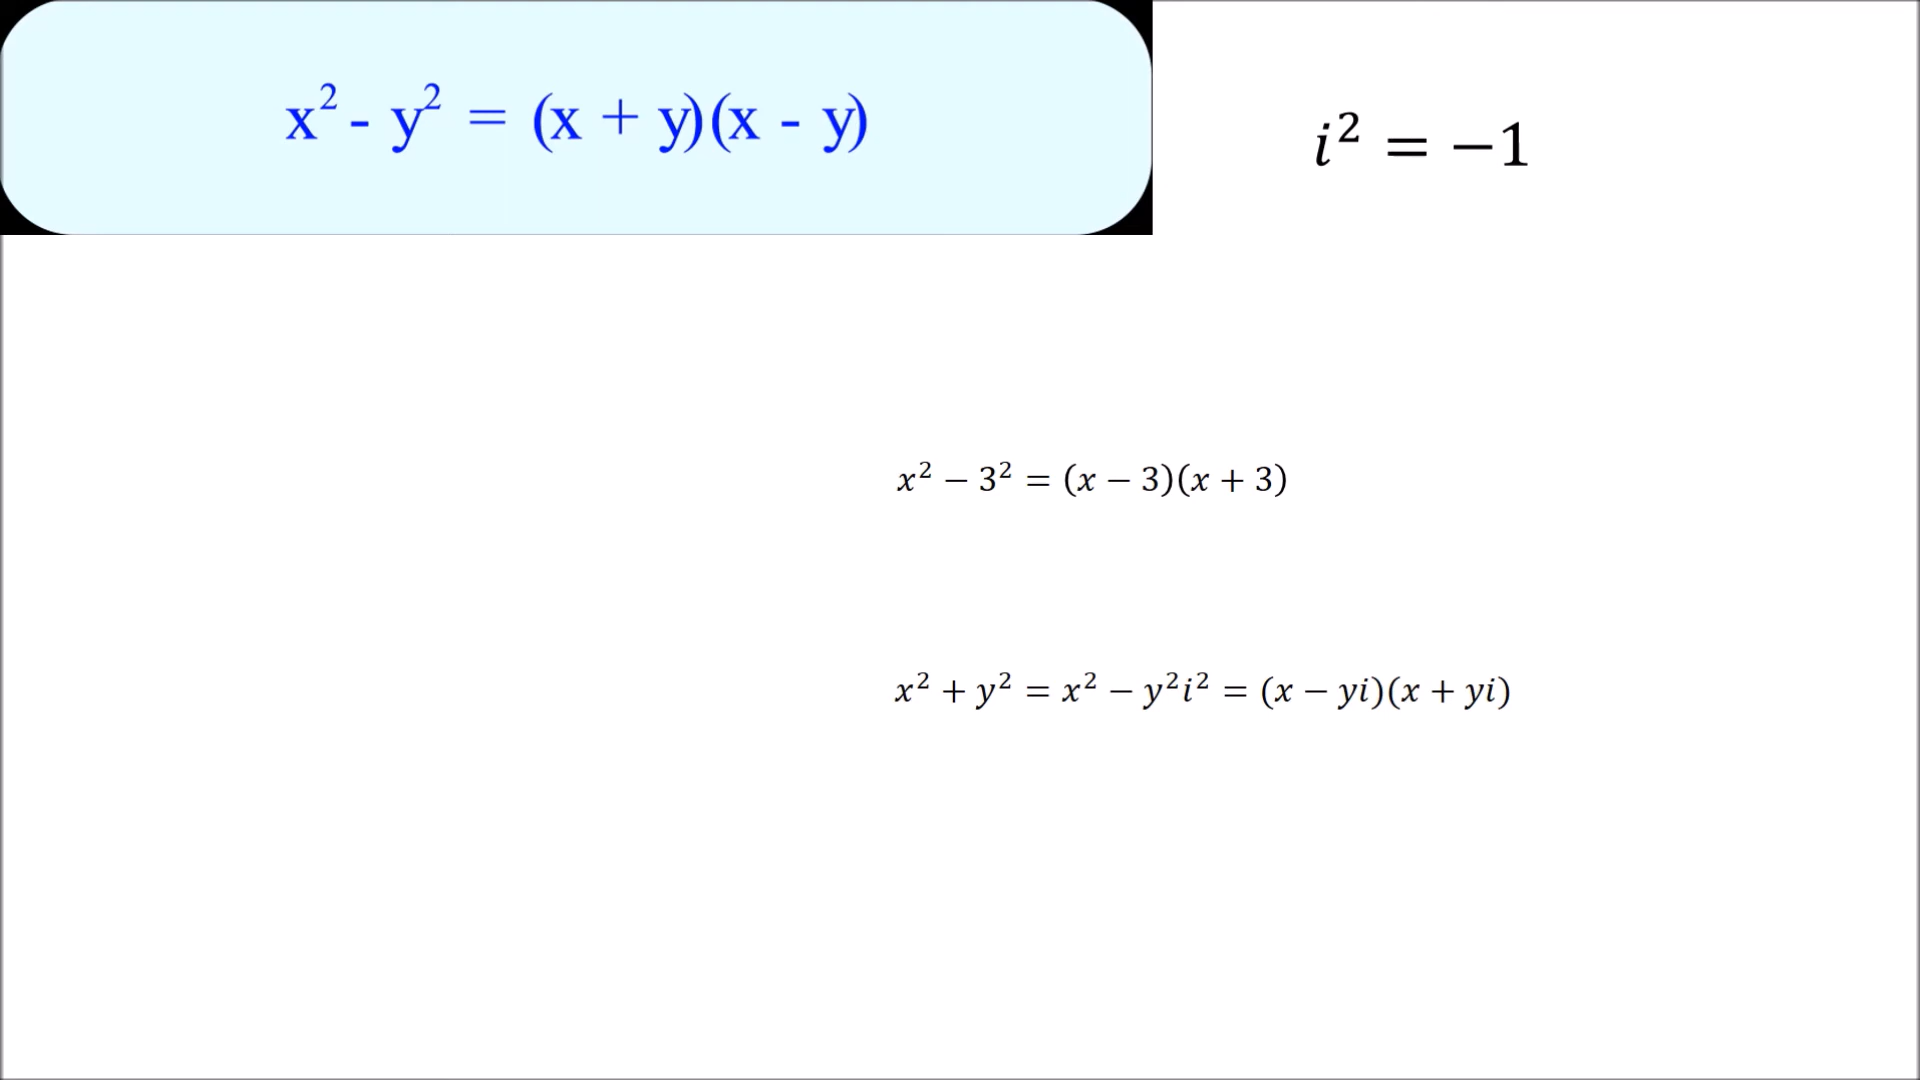 x² - y² = (x + y)(x - y)
i² = −1
x² − 3² = (x − 3)(x + 3)
x² + y² = x² − y²i² = (x − yi)(x + yi)